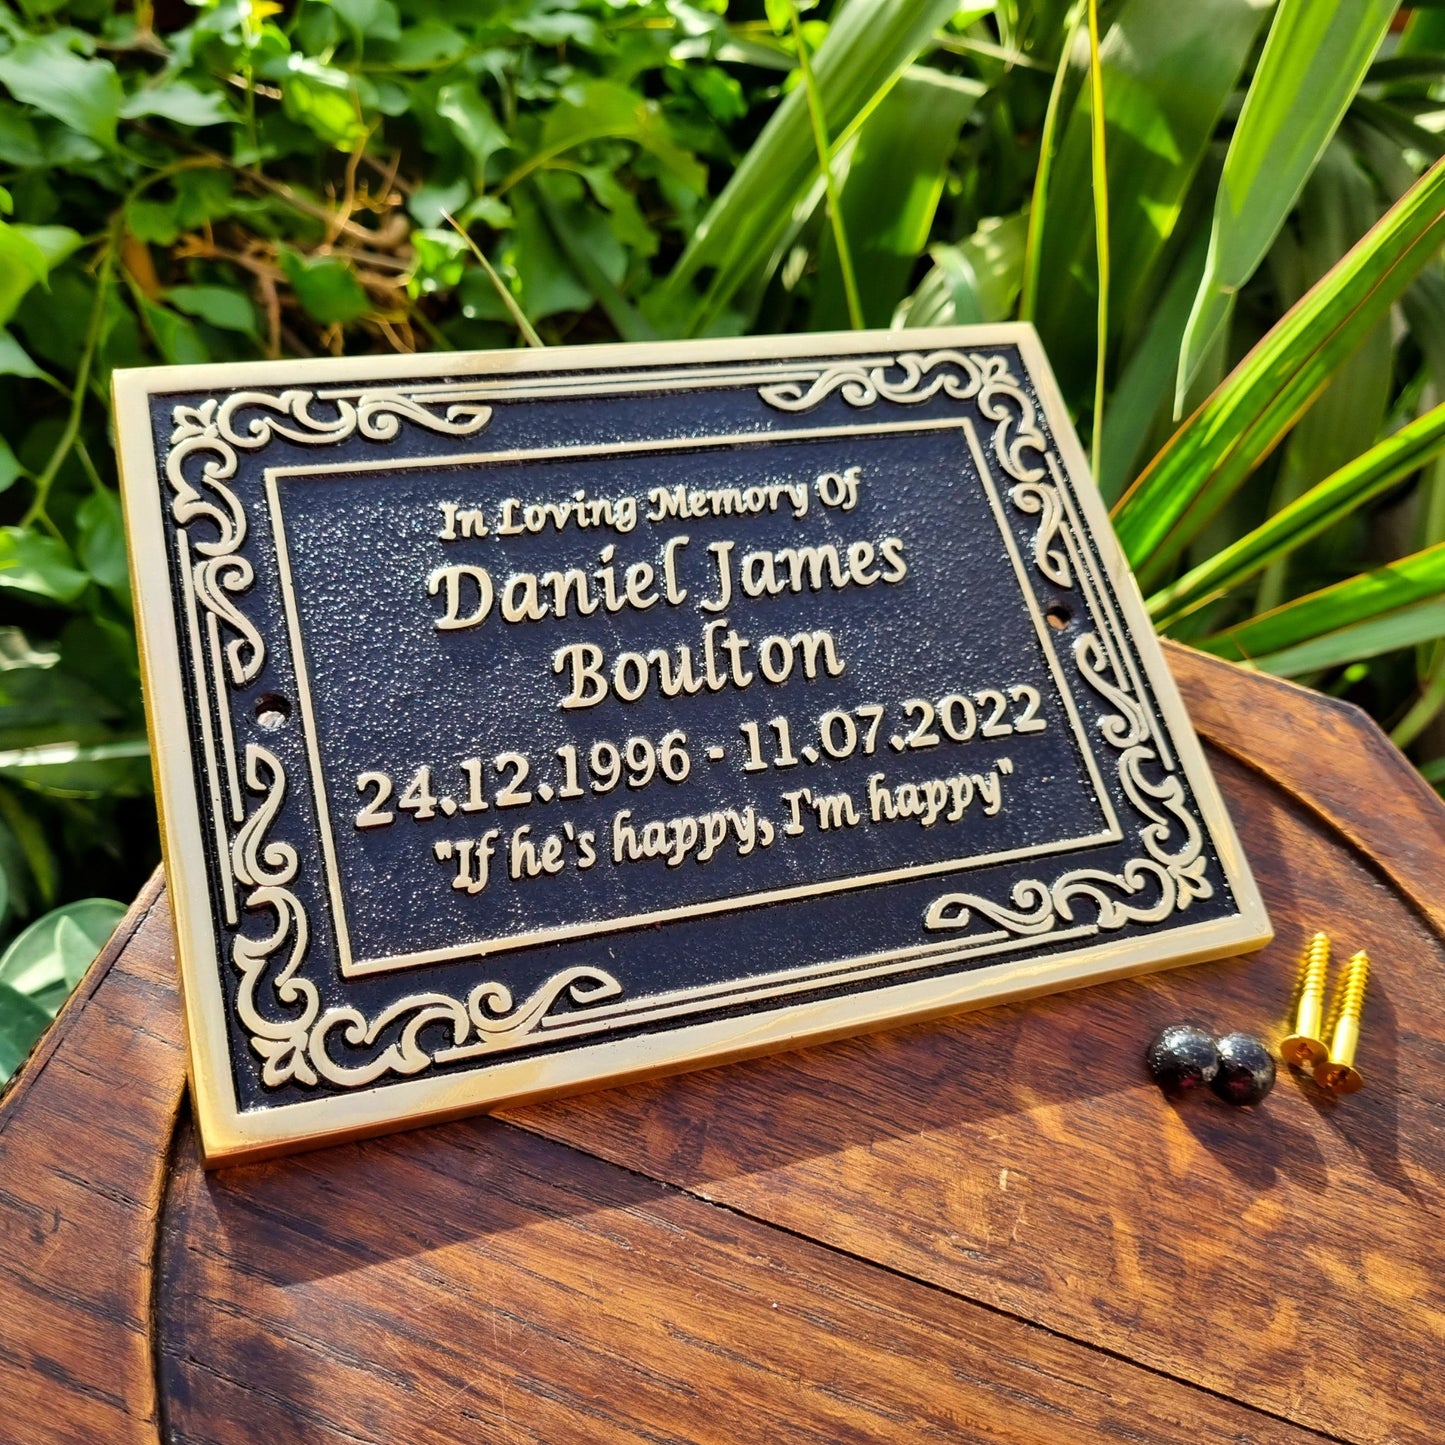 In Loving Memory Of
Daniel James
Boulton
24.12.1996 - 11.07.2022
"If he's happy, I'm happy"